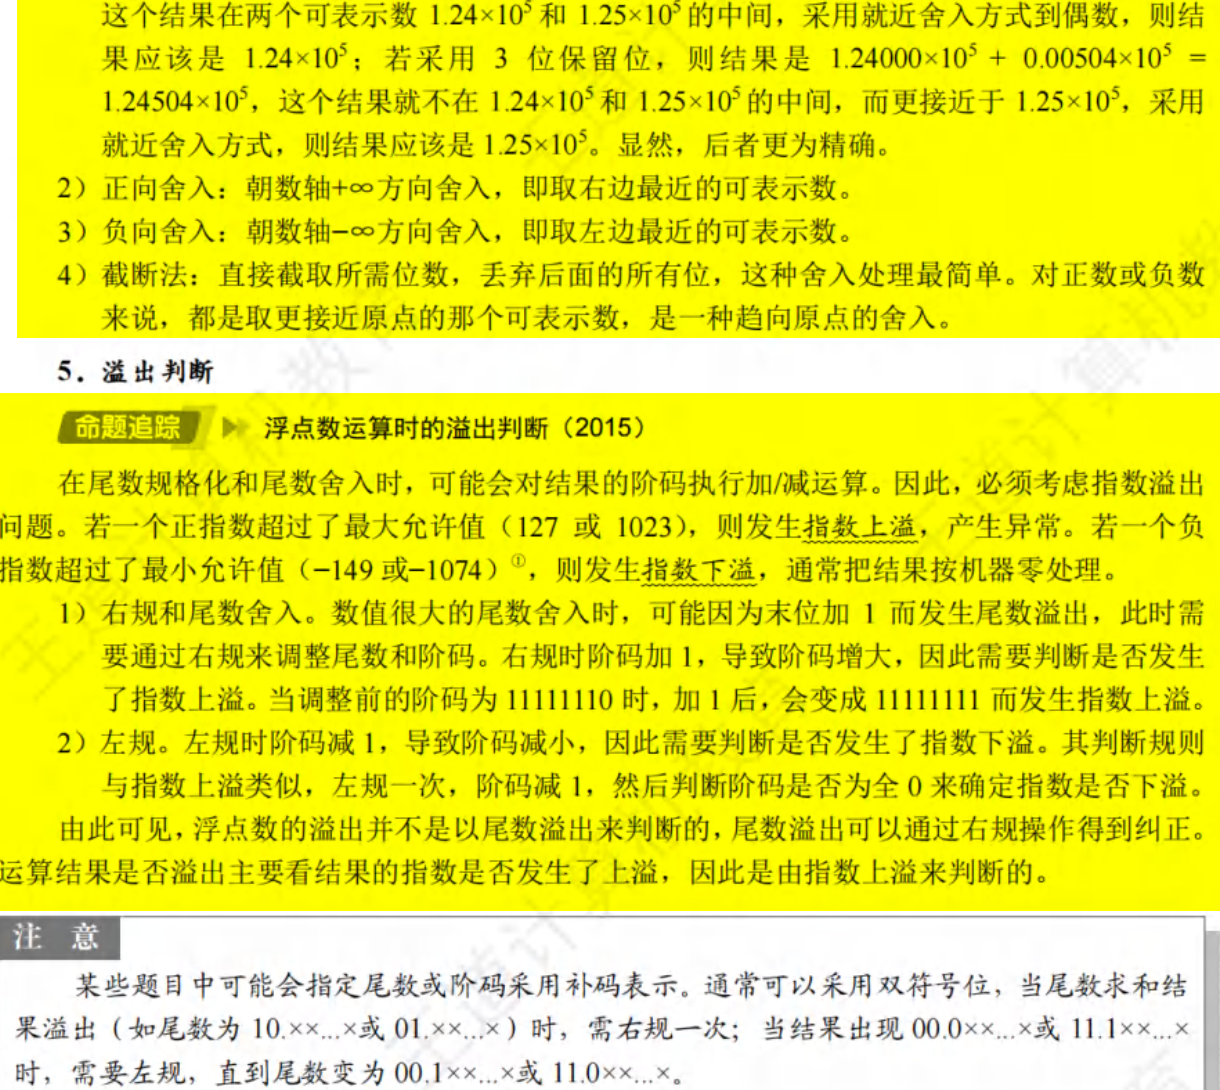 这个结果在两个可表示数 1.24×10⁵ 和 1.25×10⁵ 的中间，采用就近舍入方式到偶数，则结
果应该是 1.24×10⁵；若采用 3 位保留位，则结果是 1.24000×10⁵ + 0.00504×10⁵ =
1.24504×10⁵，这个结果就不在 1.24×10⁵ 和 1.25×10⁵ 的中间，而更接近于 1.25×10⁵，采用
就近舍入方式，则结果应该是 1.25×10⁵。显然，后者更为精确。
2）正向舍入：朝数轴+∞方向舍入，即取右边最近的可表示数。
3）负向舍入：朝数轴−∞方向舍入，即取左边最近的可表示数。
4）截断法：直接截取所需位数，丢弃后面的所有位，这种舍入处理最简单。对正数或负数
来说，都是取更接近原点的那个可表示数，是一种趋向原点的舍入。
5．溢出判断
命题追踪 浮点数运算时的溢出判断（2015）
在尾数规格化和尾数舍入时，可能会对结果的阶码执行加/减运算。因此，必须考虑指数溢出
问题。若一个正指数超过了最大允许值（127 或 1023），则发生指数上溢，产生异常。若一个负
指数超过了最小允许值（−149 或−1074）①，则发生指数下溢，通常把结果按机器零处理。
1）右规和尾数舍入。数值很大的尾数舍入时，可能因为末位加 1 而发生尾数溢出，此时需
要通过右规来调整尾数和阶码。右规时阶码加 1，导致阶码增大，因此需要判断是否发生
了指数上溢。当调整前的阶码为 11111110 时，加 1 后，会变成 11111111 而发生指数上溢。
2）左规。左规时阶码减 1，导致阶码减小，因此需要判断是否发生了指数下溢。其判断规则
与指数上溢类似，左规一次，阶码减 1，然后判断阶码是否为全 0 来确定指数是否下溢。
由此可见，浮点数的溢出并不是以尾数溢出来判断的，尾数溢出可以通过右规操作得到纠正。
运算结果是否溢出主要看结果的指数是否发生了上溢，因此是由指数上溢来判断的。
注 意
某些题目中可能会指定尾数或阶码采用补码表示。通常可以采用双符号位，当尾数求和结
果溢出（如尾数为 10.××...×或 01.××...×）时，需右规一次；当结果出现 00.0××...×或 11.1××...×
时，需要左规，直到尾数变为 00.1××...×或 11.0××...×。